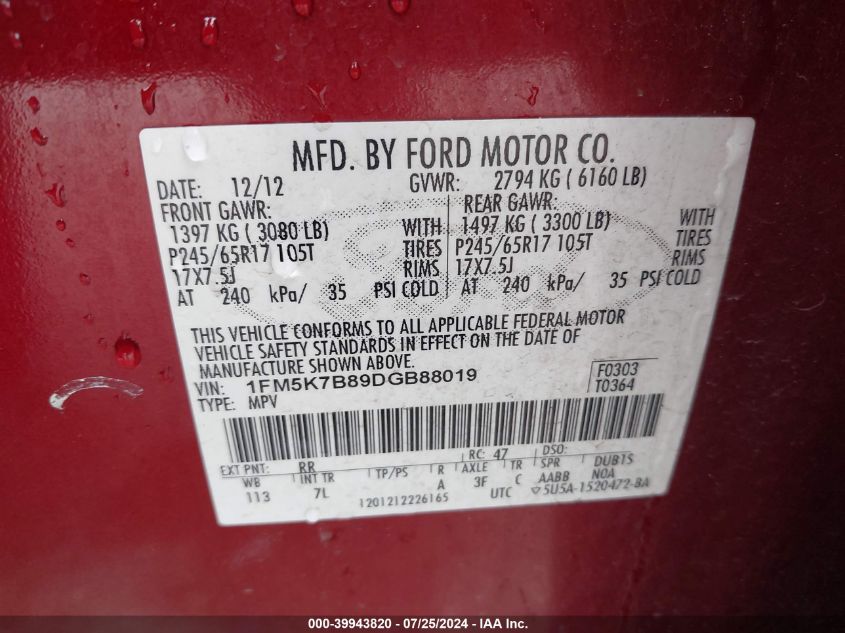 MFD. BY FORD MOTOR CO.
DATE: 12/12 GVWR: 2794 KG ( 6160 LB)
FRONT GAWR: REAR GAWR:
1397 KG ( 3080 LB) WITH 1497 KG ( 3300 LB) WITH
P245/65R17 105T TIRES P245/65R17 105T TIRES
17X7.5J RIMS 17X7.5J RIMS
AT 240 kPa/ 35 PSI COLD AT 240 kPa/ 35 PSI COLD
THIS VEHICLE CONFORMS TO ALL APPLICABLE FEDERAL MOTOR
VEHICLE SAFETY STANDARDS IN EFFECT ON THE DATE OF
MANUFACTURE SHOWN ABOVE.
VIN: 1FM5K7B89DGB88019 F0303
TYPE: MPV T0364
EXT PNT: RR RC: 47 DSO:
WB INT TR TP/PS R AXLE TR SPR DUB1S
113 7L A 3F C AABB N0A
1201212226165 UTC ▽5U5A-1520472-BA
000-39943820 - 07/25/2024 - IAA Inc.